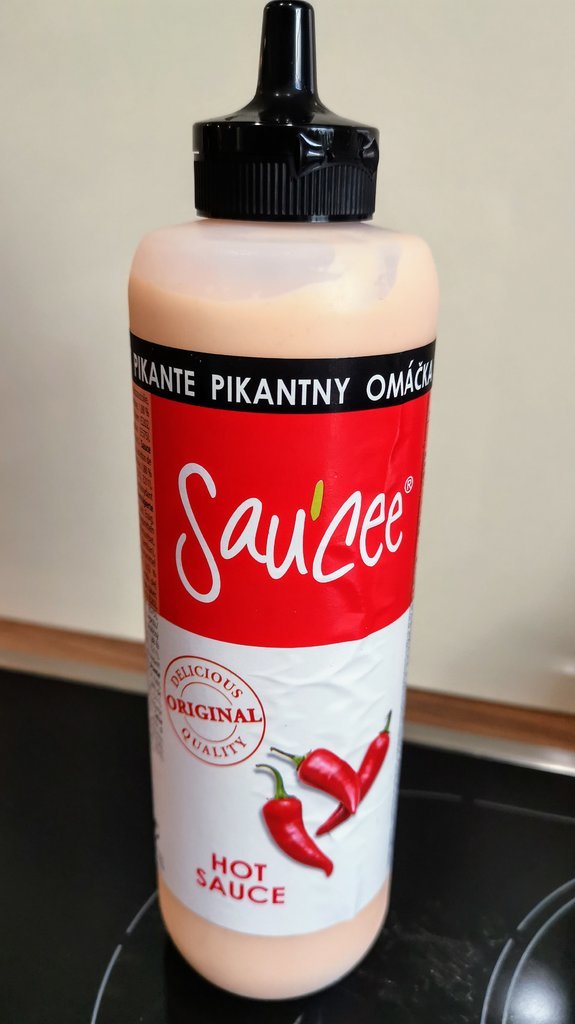 PIKANTE PIKANTNY OMÁČKA
Sau'cee®
DELICIOUS
ORIGINAL
QUALITY
HOT
SAUCE